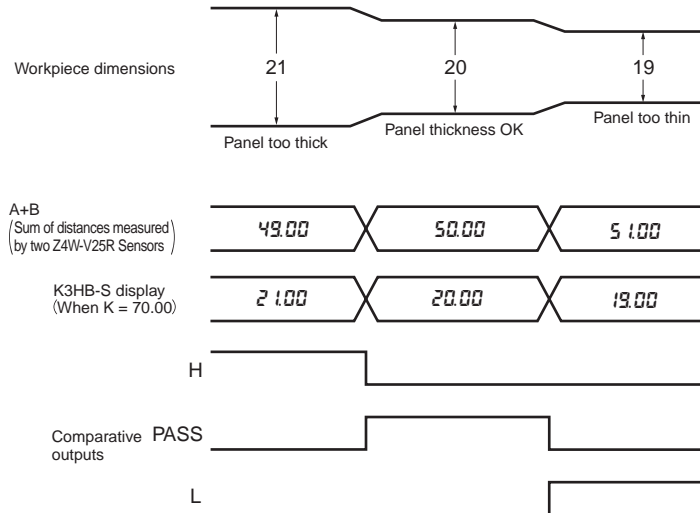 Workpiece dimensions
21
20
19
Panel too thick
Panel thickness OK
Panel too thin
A+B
(Sum of distances measured
by two Z4W-V25R Sensors)
49.00
50.00
51.00
K3HB-S display
(When K = 70.00)
21.00
20.00
19.00
H
Comparative
outputs
PASS
L